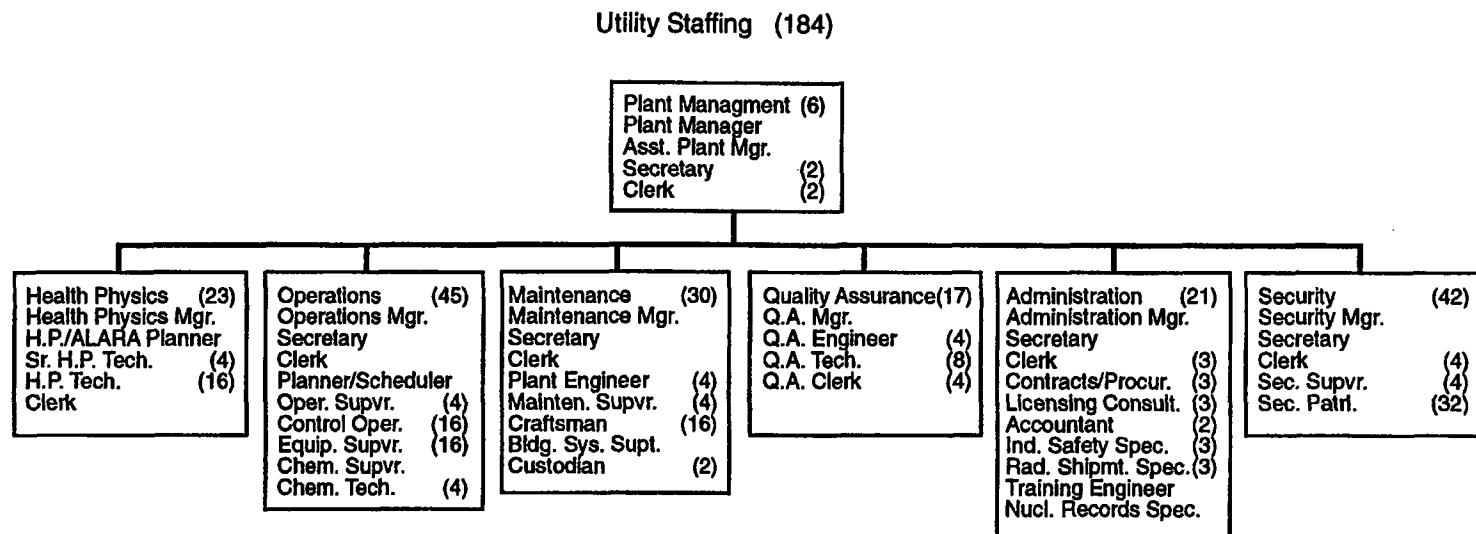 Utility Staffing (184)
Plant Managment (6)
Plant Manager
Asst. Plant Mgr.
Secretary (2)
Clerk (2)
Health Physics (23)
Health Physics Mgr.
H.P./ALARA Planner
Sr. H.P. Tech. (4)
H.P. Tech. (16)
Clerk
Operations (45)
Operations Mgr.
Secretary
Clerk
Planner/Scheduler
Oper. Supvr. (4)
Control Oper. (16)
Equip. Supvr. (16)
Chem. Supvr.
Chem. Tech. (4)
Maintenance (30)
Maintenance Mgr.
Secretary
Clerk
Plant Engineer (4)
Mainten. Supvr. (4)
Craftsman (16)
Bldg. Sys. Supt.
Custodian (2)
Quality Assurance(17)
Q.A. Mgr.
Q.A. Engineer (4)
Q.A. Tech. (8)
Q.A. Clerk (4)
Administration (21)
Administration Mgr.
Secretary
Clerk (3)
Contracts/Procur. (3)
Licensing Consult. (3)
Accountant (2)
Ind. Safety Spec. (3)
Rad. Shipmt. Spec.(3)
Training Engineer
Nucl. Records Spec.
Security (42)
Security Mgr.
Secretary
Clerk (4)
Sec. Supvr. (4)
Sec. Patrl. (32)